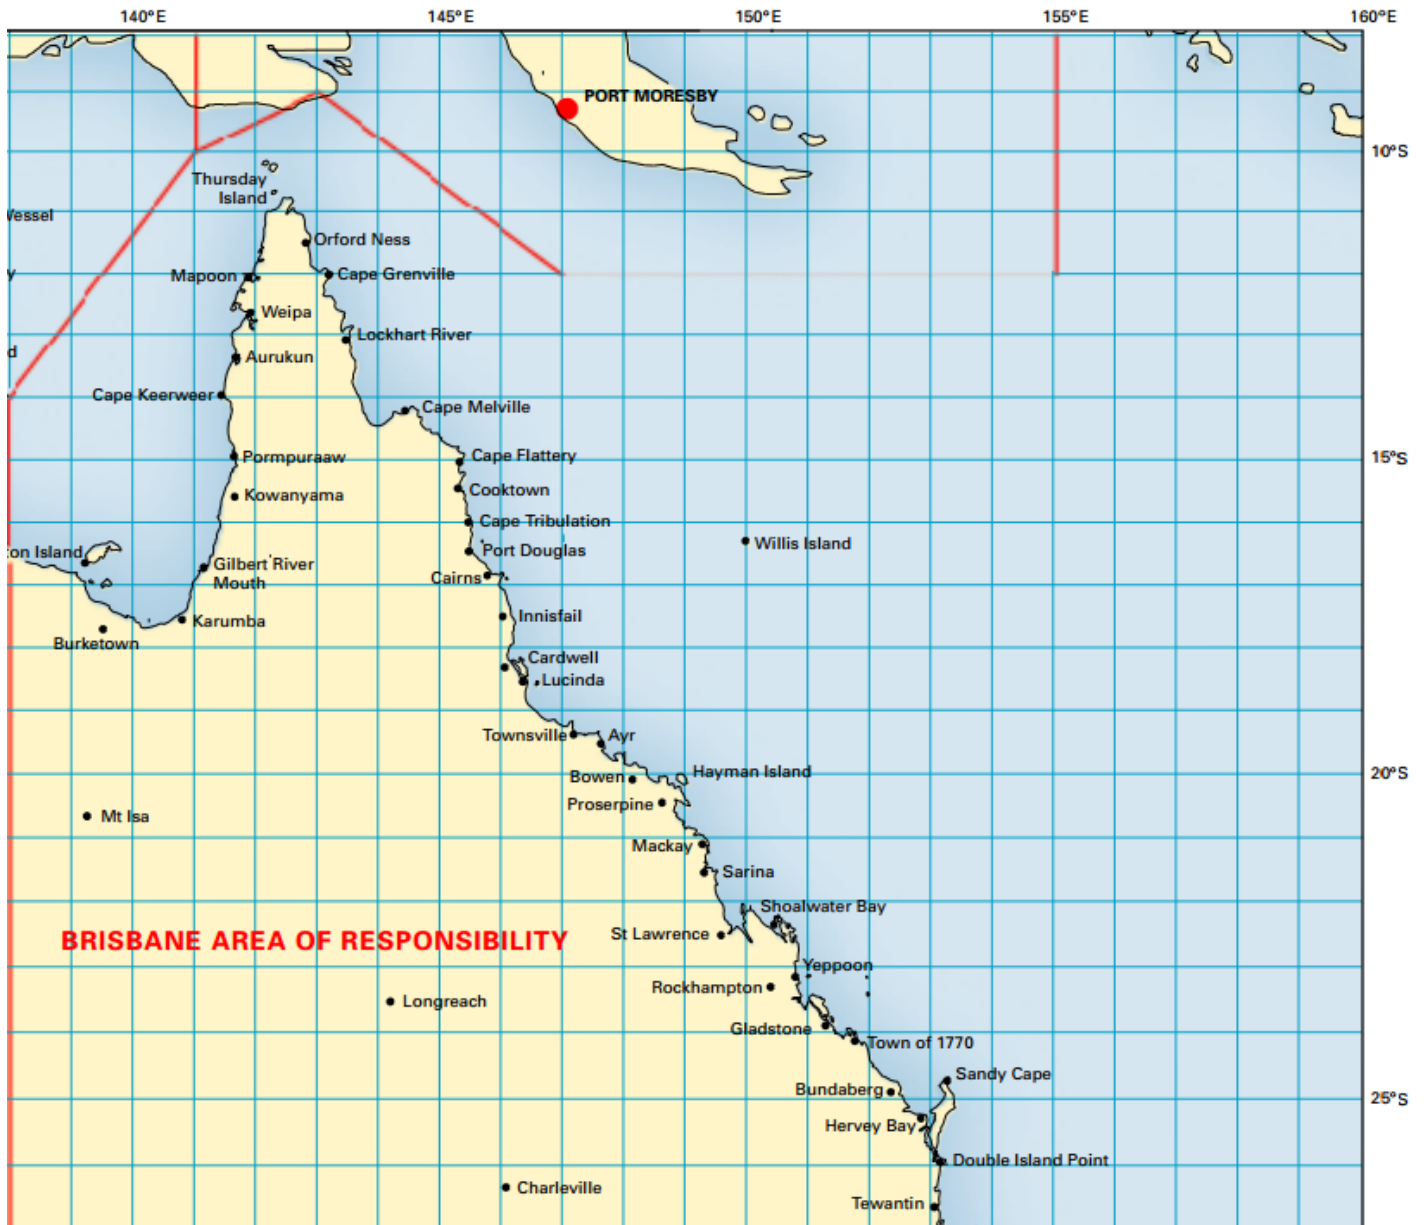 140°E 145°E 150°E 155°E 160°E
PORT MORESBY
10°S
Thursday
Island
Vessel
Orford Ness
y
Mapoon
Cape Grenville
Weipa
Lockhart River
d
Aurukun
Cape Keerweer
Cape Melville
Pormpuraaw
Cape Flattery
15°S
Kowanyama
Cooktown
Cape Tribulation
Willis Island
ton Island
Port Douglas
Gilbert River
Mouth
Cairns
Karumba
Innisfail
Burketown
Cardwell
Lucinda
Townsville
Ayr
Hayman Island
20°S
Bowen
Proserpine
Mt Isa
Mackay
Sarina
Shoalwater Bay
St Lawrence
BRISBANE AREA OF RESPONSIBILITY
Yeppoon
Rockhampton
Longreach
Gladstone
Town of 1770
Sandy Cape
Bundaberg
25°S
Hervey Bay
Double Island Point
Charleville
Tewantin